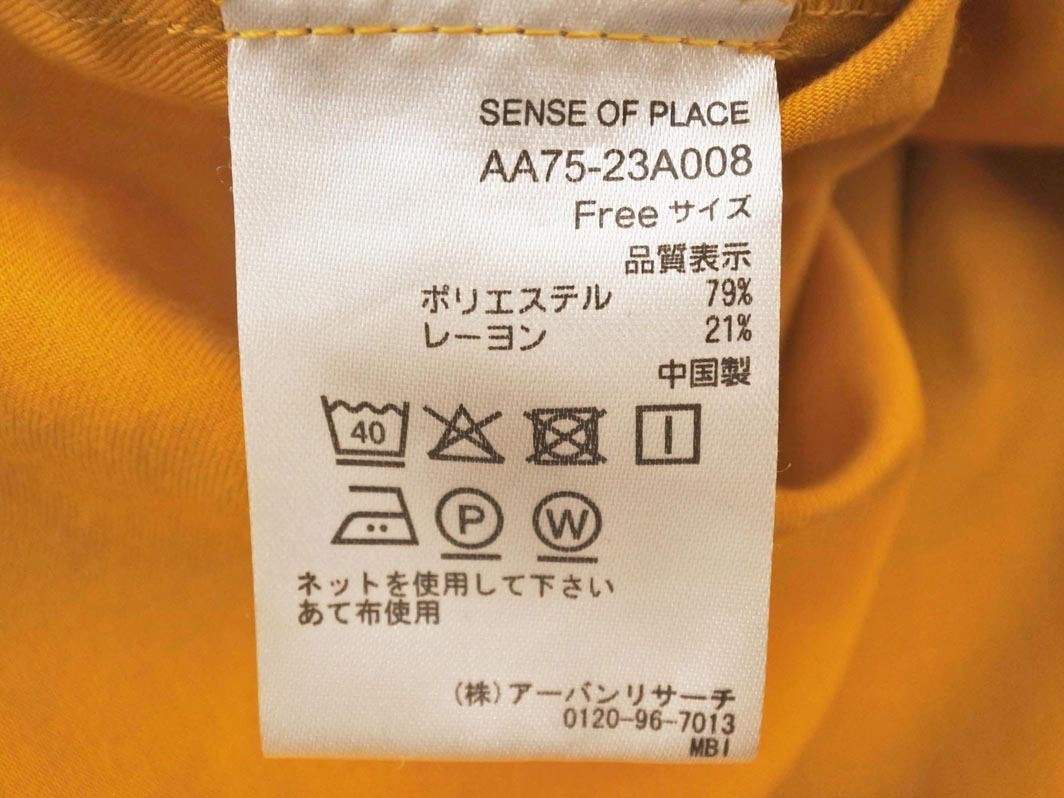 SENSE OF PLACE
AA75-23A008
Free サイズ
品質表示
ポリエステル 79%
レーヨン 21%
中国製
40
P W
ネットを使用して下さい
あて布使用
(株)アーバンリサーチ
0120-96-7013
MBI